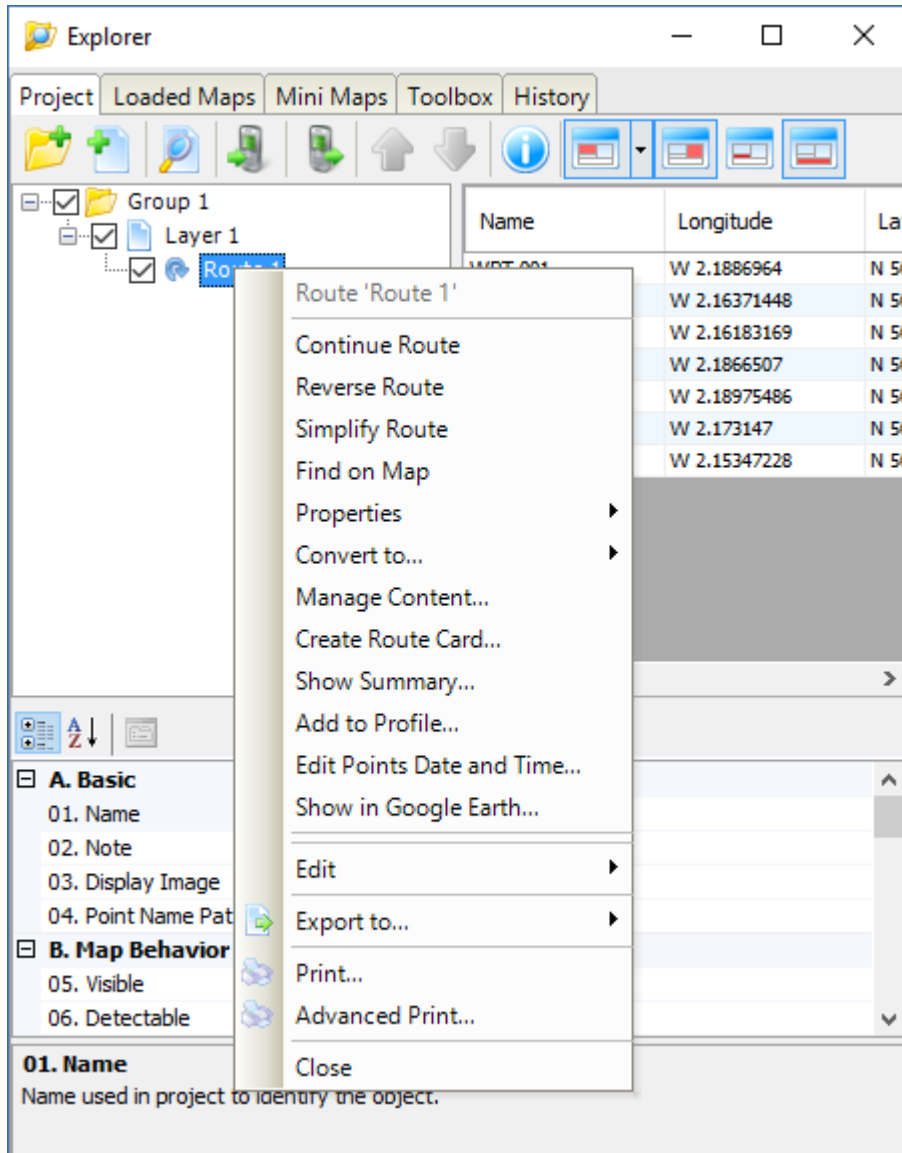 Explorer
Project Loaded Maps Mini Maps Toolbox History
Group 1
Layer 1
Name Longitude
W 2.1886964
W 2.16371448
W 2.16183169
W 2.1866507
W 2.18975486
W 2.173147
W 2.15347228
Route 'Route 1'
Continue Route
Reverse Route
Simplify Route
Find on Map
Properties
Convert to...
Manage Content...
Create Route Card...
Show Summary...
Add to Profile...
Edit Points Date and Time...
Show in Google Earth...
Edit
Export to...
Print...
Advanced Print...
Close
A. Basic
01. Name
02. Note
03. Display Image
04. Point Name Pat
B. Map Behavior
05. Visible
06. Detectable
01. Name
Name used in project to identify the object.